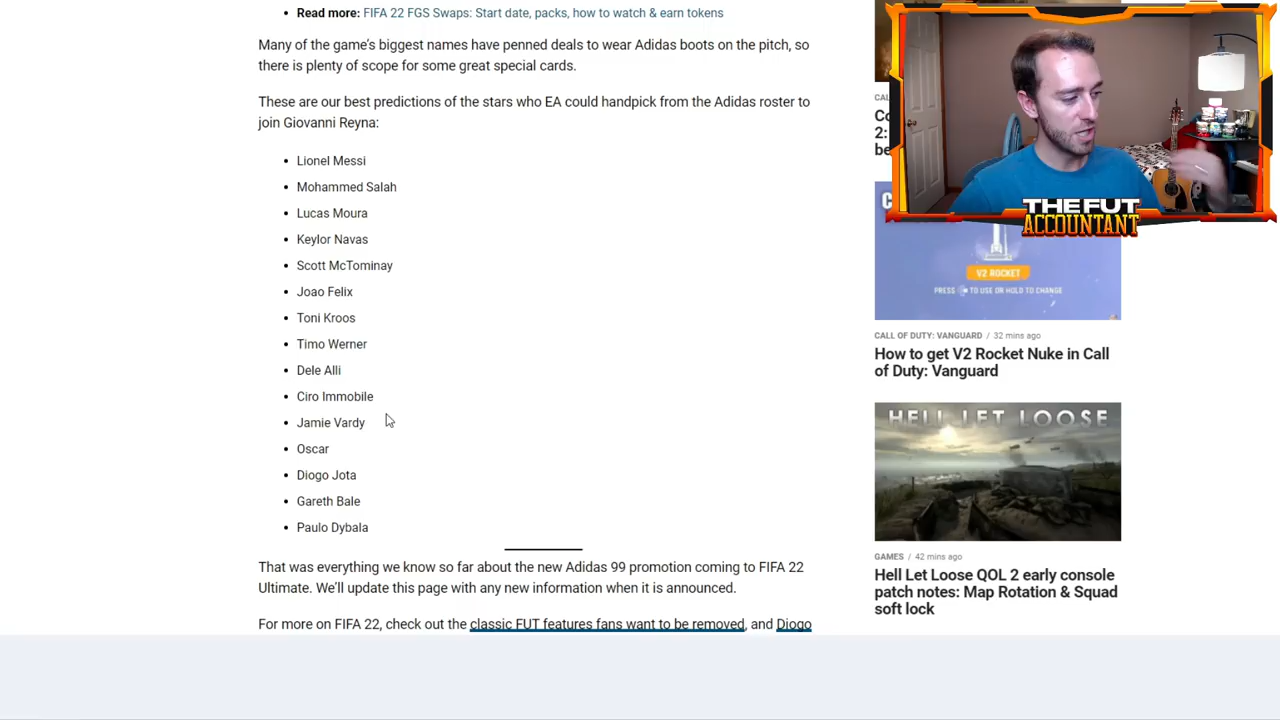 Read more: FIFA 22 FGS Swaps: Start date, packs, how to watch & earn tokens
Many of the game's biggest names have penned deals to wear Adidas boots on the pitch, so
there is plenty of scope for some great special cards.
These are our best predictions of the stars who EA could handpick from the Adidas roster to
join Giovanni Reyna:
Lionel Messi
Mohammed Salah
Lucas Moura
Keylor Navas
Scott McTominay
Joao Felix
Toni Kroos
Timo Werner
Dele Alli
Ciro Immobile
Jamie Vardy
Oscar
Diogo Jota
Gareth Bale
Paulo Dybala
That was everything we know so far about the new Adidas 99 promotion coming to FIFA 22
Ultimate. We'll update this page with any new information when it is announced.
For more on FIFA 22, check out the classic FUT features fans want to be removed, and Diogo
CAL
Co
2:
be
THE FUT
ACCOUNTANT
C
V2 ROCKET
PRESS TO USE OR HOLD TO CHANGE
CALL OF DUTY: VANGUARD / 32 mins ago
How to get V2 Rocket Nuke in Call
of Duty: Vanguard
HELL LET LOOSE
GAMES / 42 mins ago
Hell Let Loose QOL 2 early console
patch notes: Map Rotation & Squad
soft lock